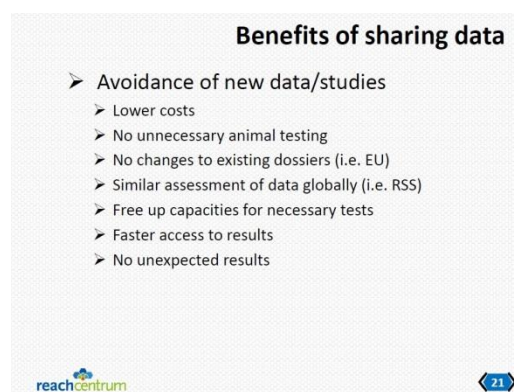 Benefits of sharing data
➤ Avoidance of new data/studies
➤ Lower costs
➤ No unnecessary animal testing
➤ No changes to existing dossiers (i.e. EU)
➤ Similar assessment of data globally (i.e. RSS)
➤ Free up capacities for necessary tests
➤ Faster access to results
➤ No unexpected results
reachcentrum
21